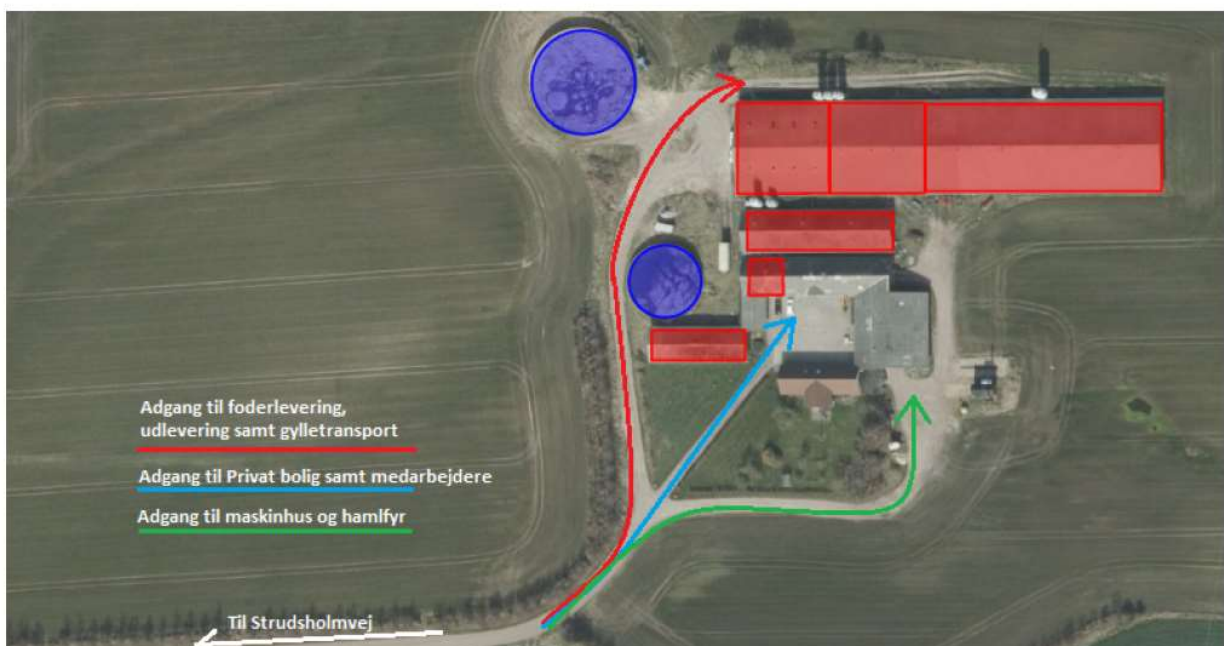 Adgang til foderlevering,
udlevering samt gylletransport
Adgang til Privat bolig samt medarbejdere
Adgang til maskinhus og hamlfyr
Til Strudsholmvej